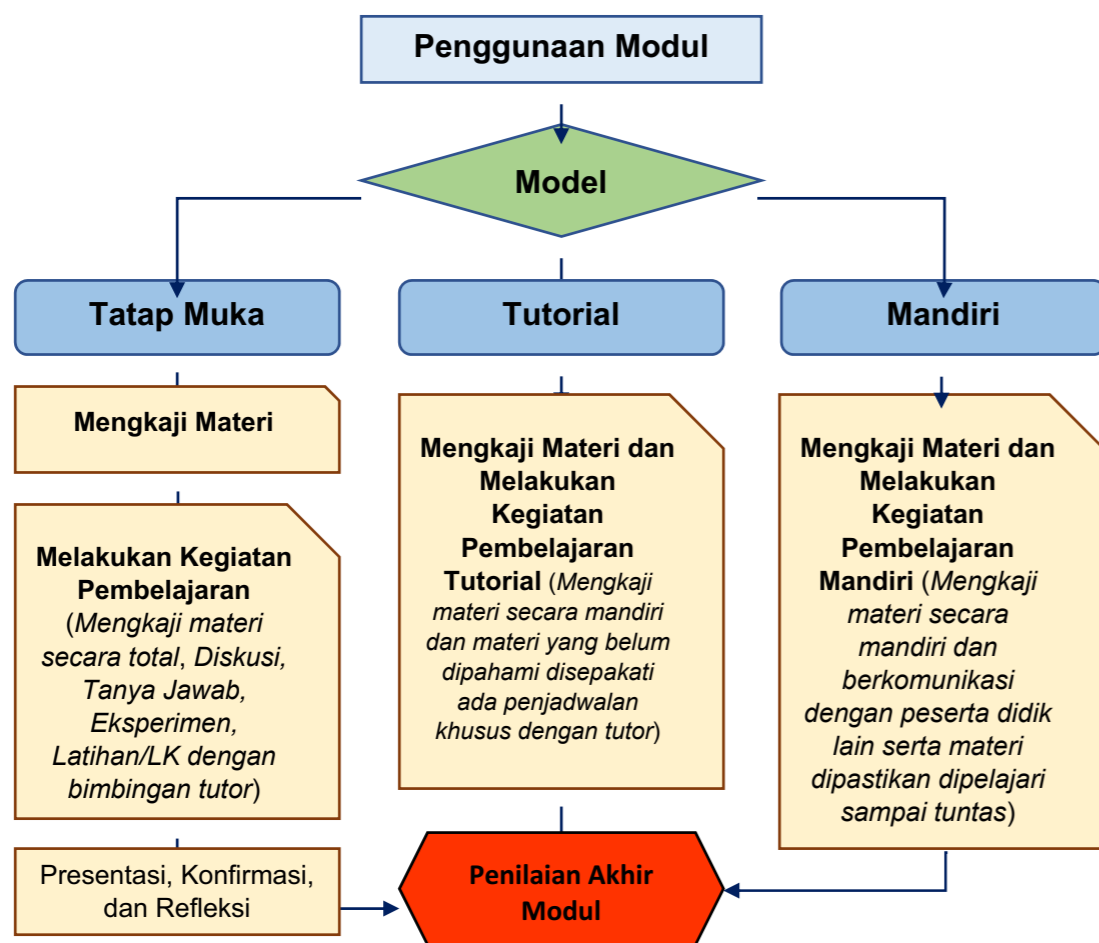 Penggunaan Modul
Model
Tatap Muka
Tutorial
Mandiri
Mengkaji Materi
Melakukan Kegiatan
Pembelajaran
(Mengkaji materi
secara total, Diskusi,
Tanya Jawab,
Eksperimen,
Latihan/LK dengan
bimbingan tutor)
Presentasi, Konfirmasi,
dan Refleksi
Mengkaji Materi dan
Melakukan
Kegiatan
Pembelajaran
Tutorial (Mengkaji
materi secara mandiri
dan materi yang belum
dipahami disepakati
ada penjadwalan
khusus dengan tutor)
Mengkaji Materi dan
Melakukan
Kegiatan
Pembelajaran
Mandiri (Mengkaji
materi secara
mandiri dan
berkomunikasi
dengan peserta didik
lain serta materi
dipastikan dipelajari
sampai tuntas)
Penilaian Akhir
Modul